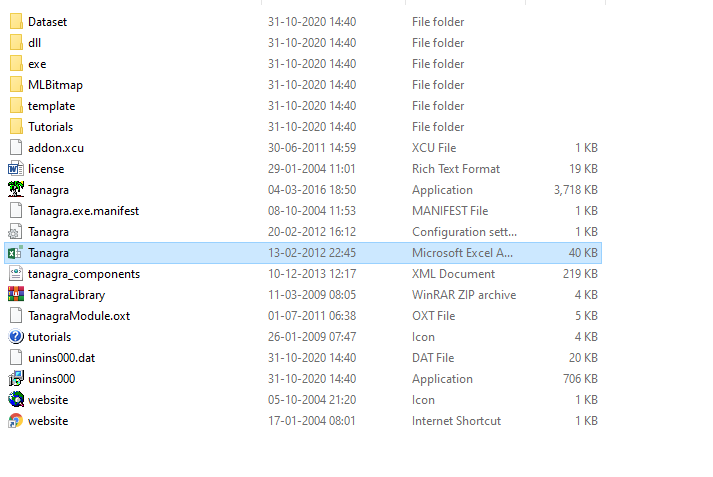 Dataset 31-10-2020 14:40 File folder
dll 31-10-2020 14:40 File folder
exe 31-10-2020 14:40 File folder
MLBitmap 31-10-2020 14:40 File folder
template 31-10-2020 14:40 File folder
Tutorials 31-10-2020 14:40 File folder
addon.xcu 30-06-2011 14:59 XCU File 1 KB
license 29-01-2004 11:01 Rich Text Format 19 KB
Tanagra 04-03-2016 18:50 Application 3,718 KB
Tanagra.exe.manifest 08-10-2004 11:53 MANIFEST File 1 KB
Tanagra 20-02-2012 16:12 Configuration sett... 1 KB
Tanagra 13-02-2012 22:45 Microsoft Excel A... 40 KB
tanagra_components 10-12-2013 12:17 XML Document 219 KB
TanagraLibrary 11-03-2009 08:05 WinRAR ZIP archive 4 KB
TanagraModule.oxt 01-07-2011 06:38 OXT File 5 KB
tutorials 26-01-2009 07:47 Icon 4 KB
unins000.dat 31-10-2020 14:40 DAT File 20 KB
unins000 31-10-2020 14:40 Application 706 KB
website 05-10-2004 21:20 Icon 1 KB
website 17-01-2004 08:01 Internet Shortcut 1 KB